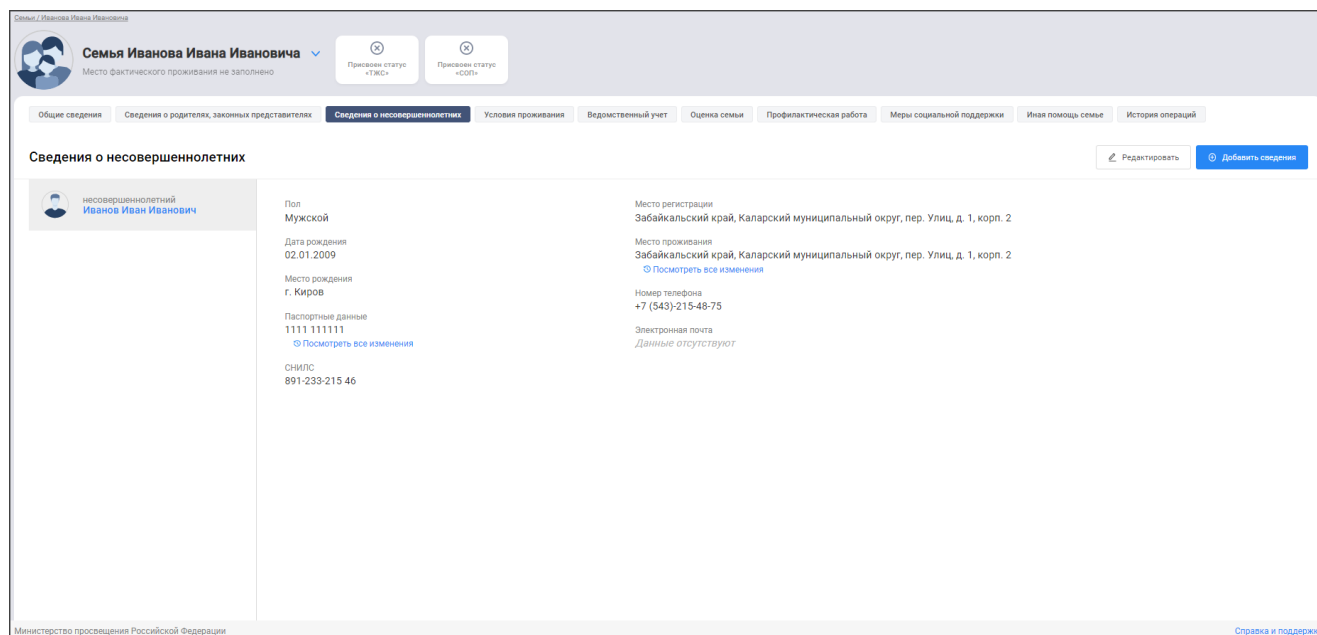 Семьи / Иванова Ивана Ивановича
Семья Иванова Ивана Ивановича
Место фактического проживания не заполнено
Присвоен статус
«ТЖС»
Присвоен статус
«СОП»
Общие сведения
Сведения о родителях, законных представителях
Сведения о несовершеннолетних
Условия проживания
Ведомственный учет
Оценка семьи
Профилактическая работа
Меры социальной поддержки
Иная помощь семье
История операций
Сведения о несовершеннолетних
Редактировать
Добавить сведения
несовершеннолетний
Иванов Иван Иванович
Пол
Мужской
Дата рождения
02.01.2009
Место рождения
г. Киров
Паспортные данные
1111 111111
Посмотреть все изменения
СНИЛС
891-233-215 46
Место регистрации
Забайкальский край, Каларский муниципальный округ, пер. Улиц, д. 1, корп. 2
Место проживания
Забайкальский край, Каларский муниципальный округ, пер. Улиц, д. 1, корп. 2
Посмотреть все изменения
Номер телефона
+7 (543)-215-48-75
Электронная почта
Данные отсутствуют
Министерство просвещения Российской Федерации
Справка и поддержк